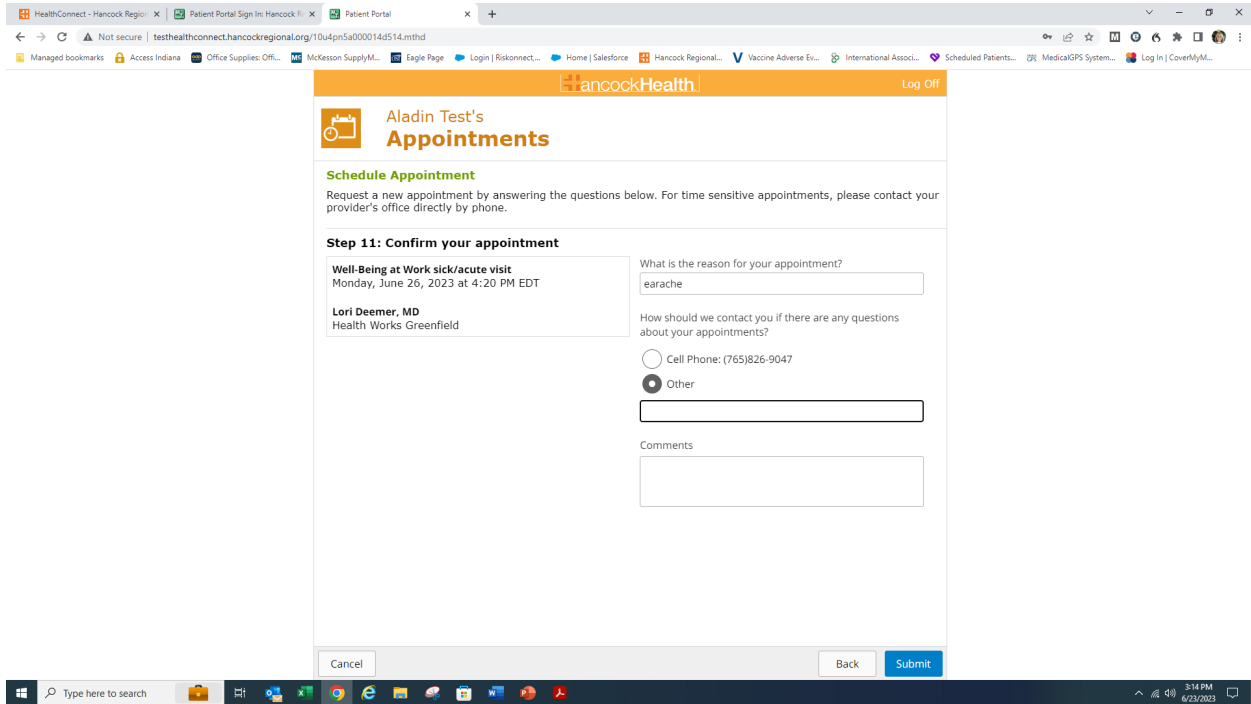 HealthConnect - Hancock Region
Patient Portal Sign In: Hancock R
Patient Portal
Not secure | testhealthconnect.hancockregional.org/10u4pn5a000014d514.mthd
Managed bookmarks
Access Indiana
Office Supplies: Offi...
McKesson SupplyM...
Eagle Page
Login | Riskonnect,...
Home | Salesforce
Hancock Regional...
Vaccine Adverse Ev...
International Associ...
Scheduled Patients...
MedicalGPS System...
Log In | CoverMyM...
HancockHealth
Log Off
Aladin Test's
Appointments
Schedule Appointment
Request a new appointment by answering the questions below. For time sensitive appointments, please contact your
provider's office directly by phone.
Step 11: Confirm your appointment
Well-Being at Work sick/acute visit
Monday, June 26, 2023 at 4:20 PM EDT
Lori Deemer, MD
Health Works Greenfield
What is the reason for your appointment?
earache
How should we contact you if there are any questions
about your appointments?
Cell Phone: (765)826-9047
Other
Comments
Cancel
Back
Submit
Type here to search
3:14 PM
6/23/2023